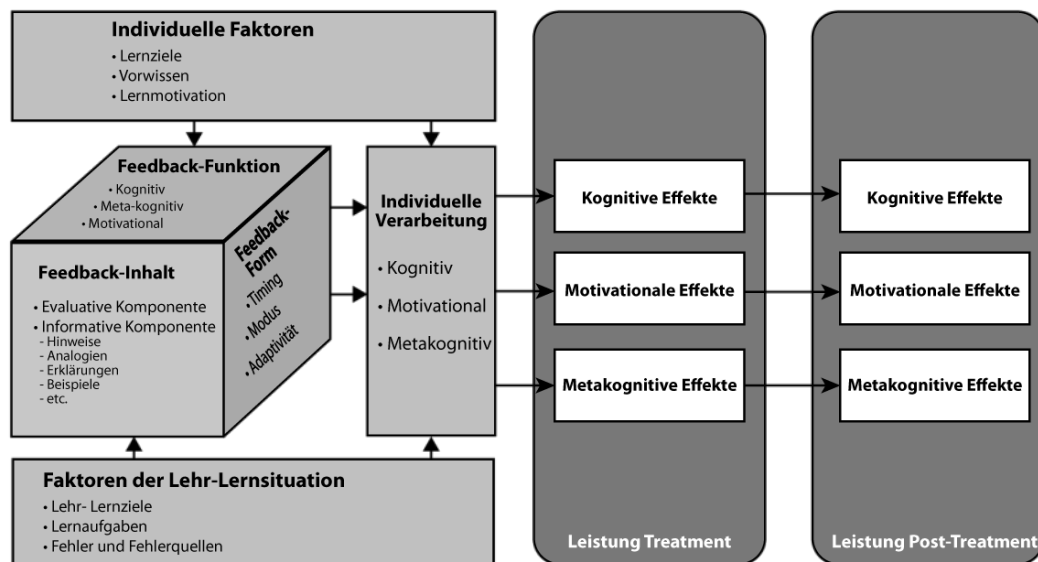 Individuelle Faktoren
• Lernziele
• Vorwissen
• Lernmotivation
Feedback-Funktion
• Kognitiv
• Meta-kognitiv
• Motivational
Feedback-Inhalt
• Evaluative Komponente
• Informative Komponente
- Hinweise
- Analogien
- Erklärungen
- Beispiele
- etc.
Feedback-
Form
• Timing
• Modus
• Adaptivität
Individuelle
Verarbeitung
• Kognitiv
• Motivational
• Metakognitiv
Faktoren der Lehr-Lernsituation
• Lehr- Lernziele
• Lernaufgaben
• Fehler und Fehlerquellen
Kognitive Effekte
Motivationale Effekte
Metakognitive Effekte
Leistung Treatment
Kognitive Effekte
Motivationale Effekte
Metakognitive Effekte
Leistung Post-Treatment